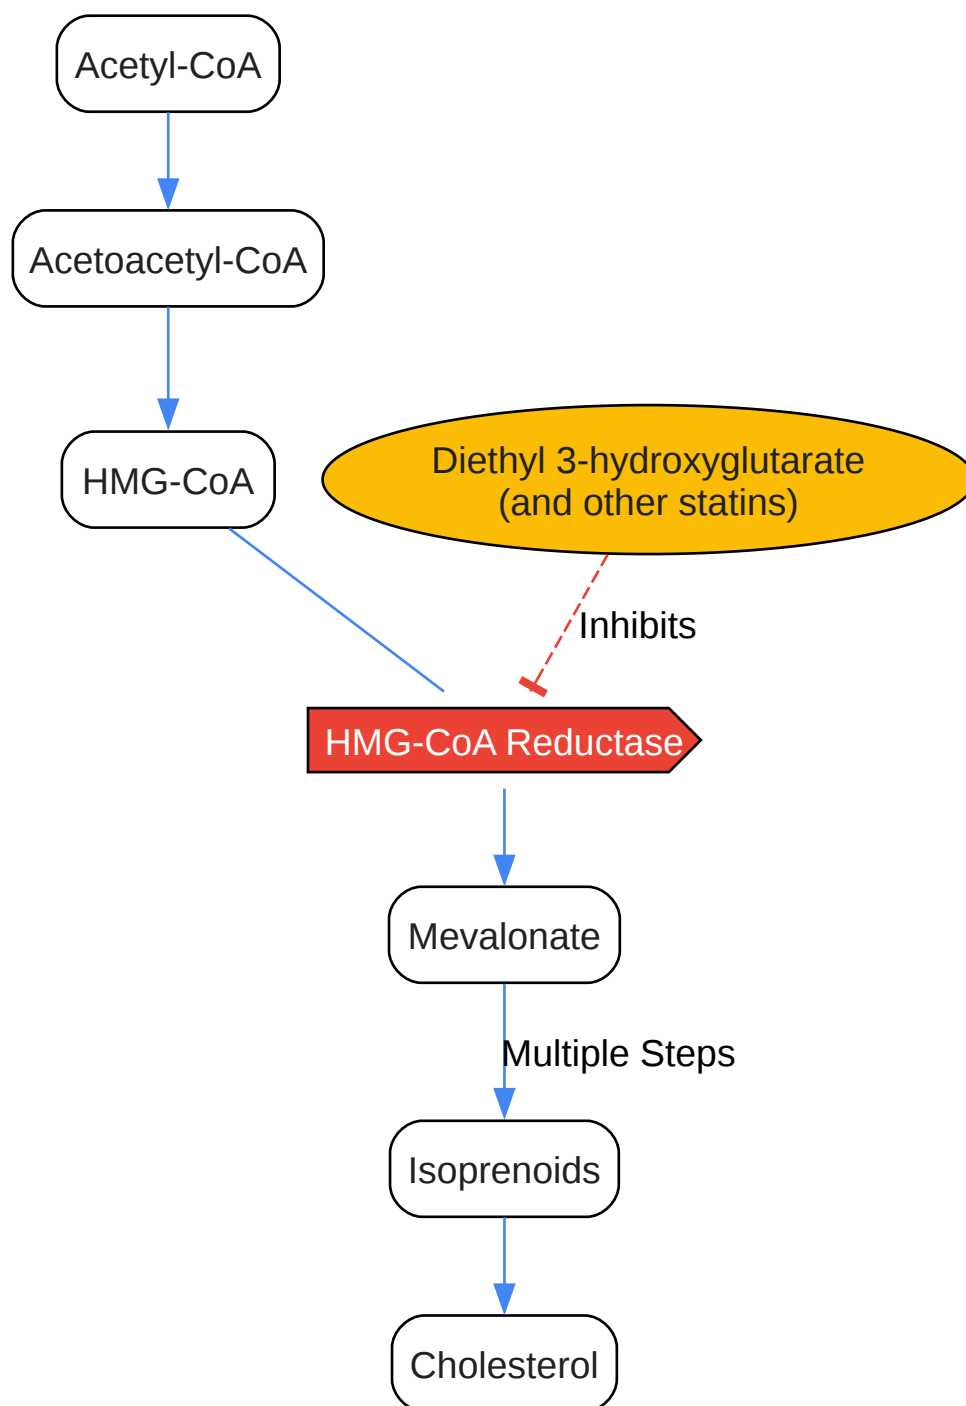 Acetyl-CoA
Acetoacetyl-CoA
HMG-CoA
Diethyl 3-hydroxyglutarate
(and other statins)
Inhibits
HMG-CoA Reductase
Mevalonate
Multiple Steps
Isoprenoids
Cholesterol